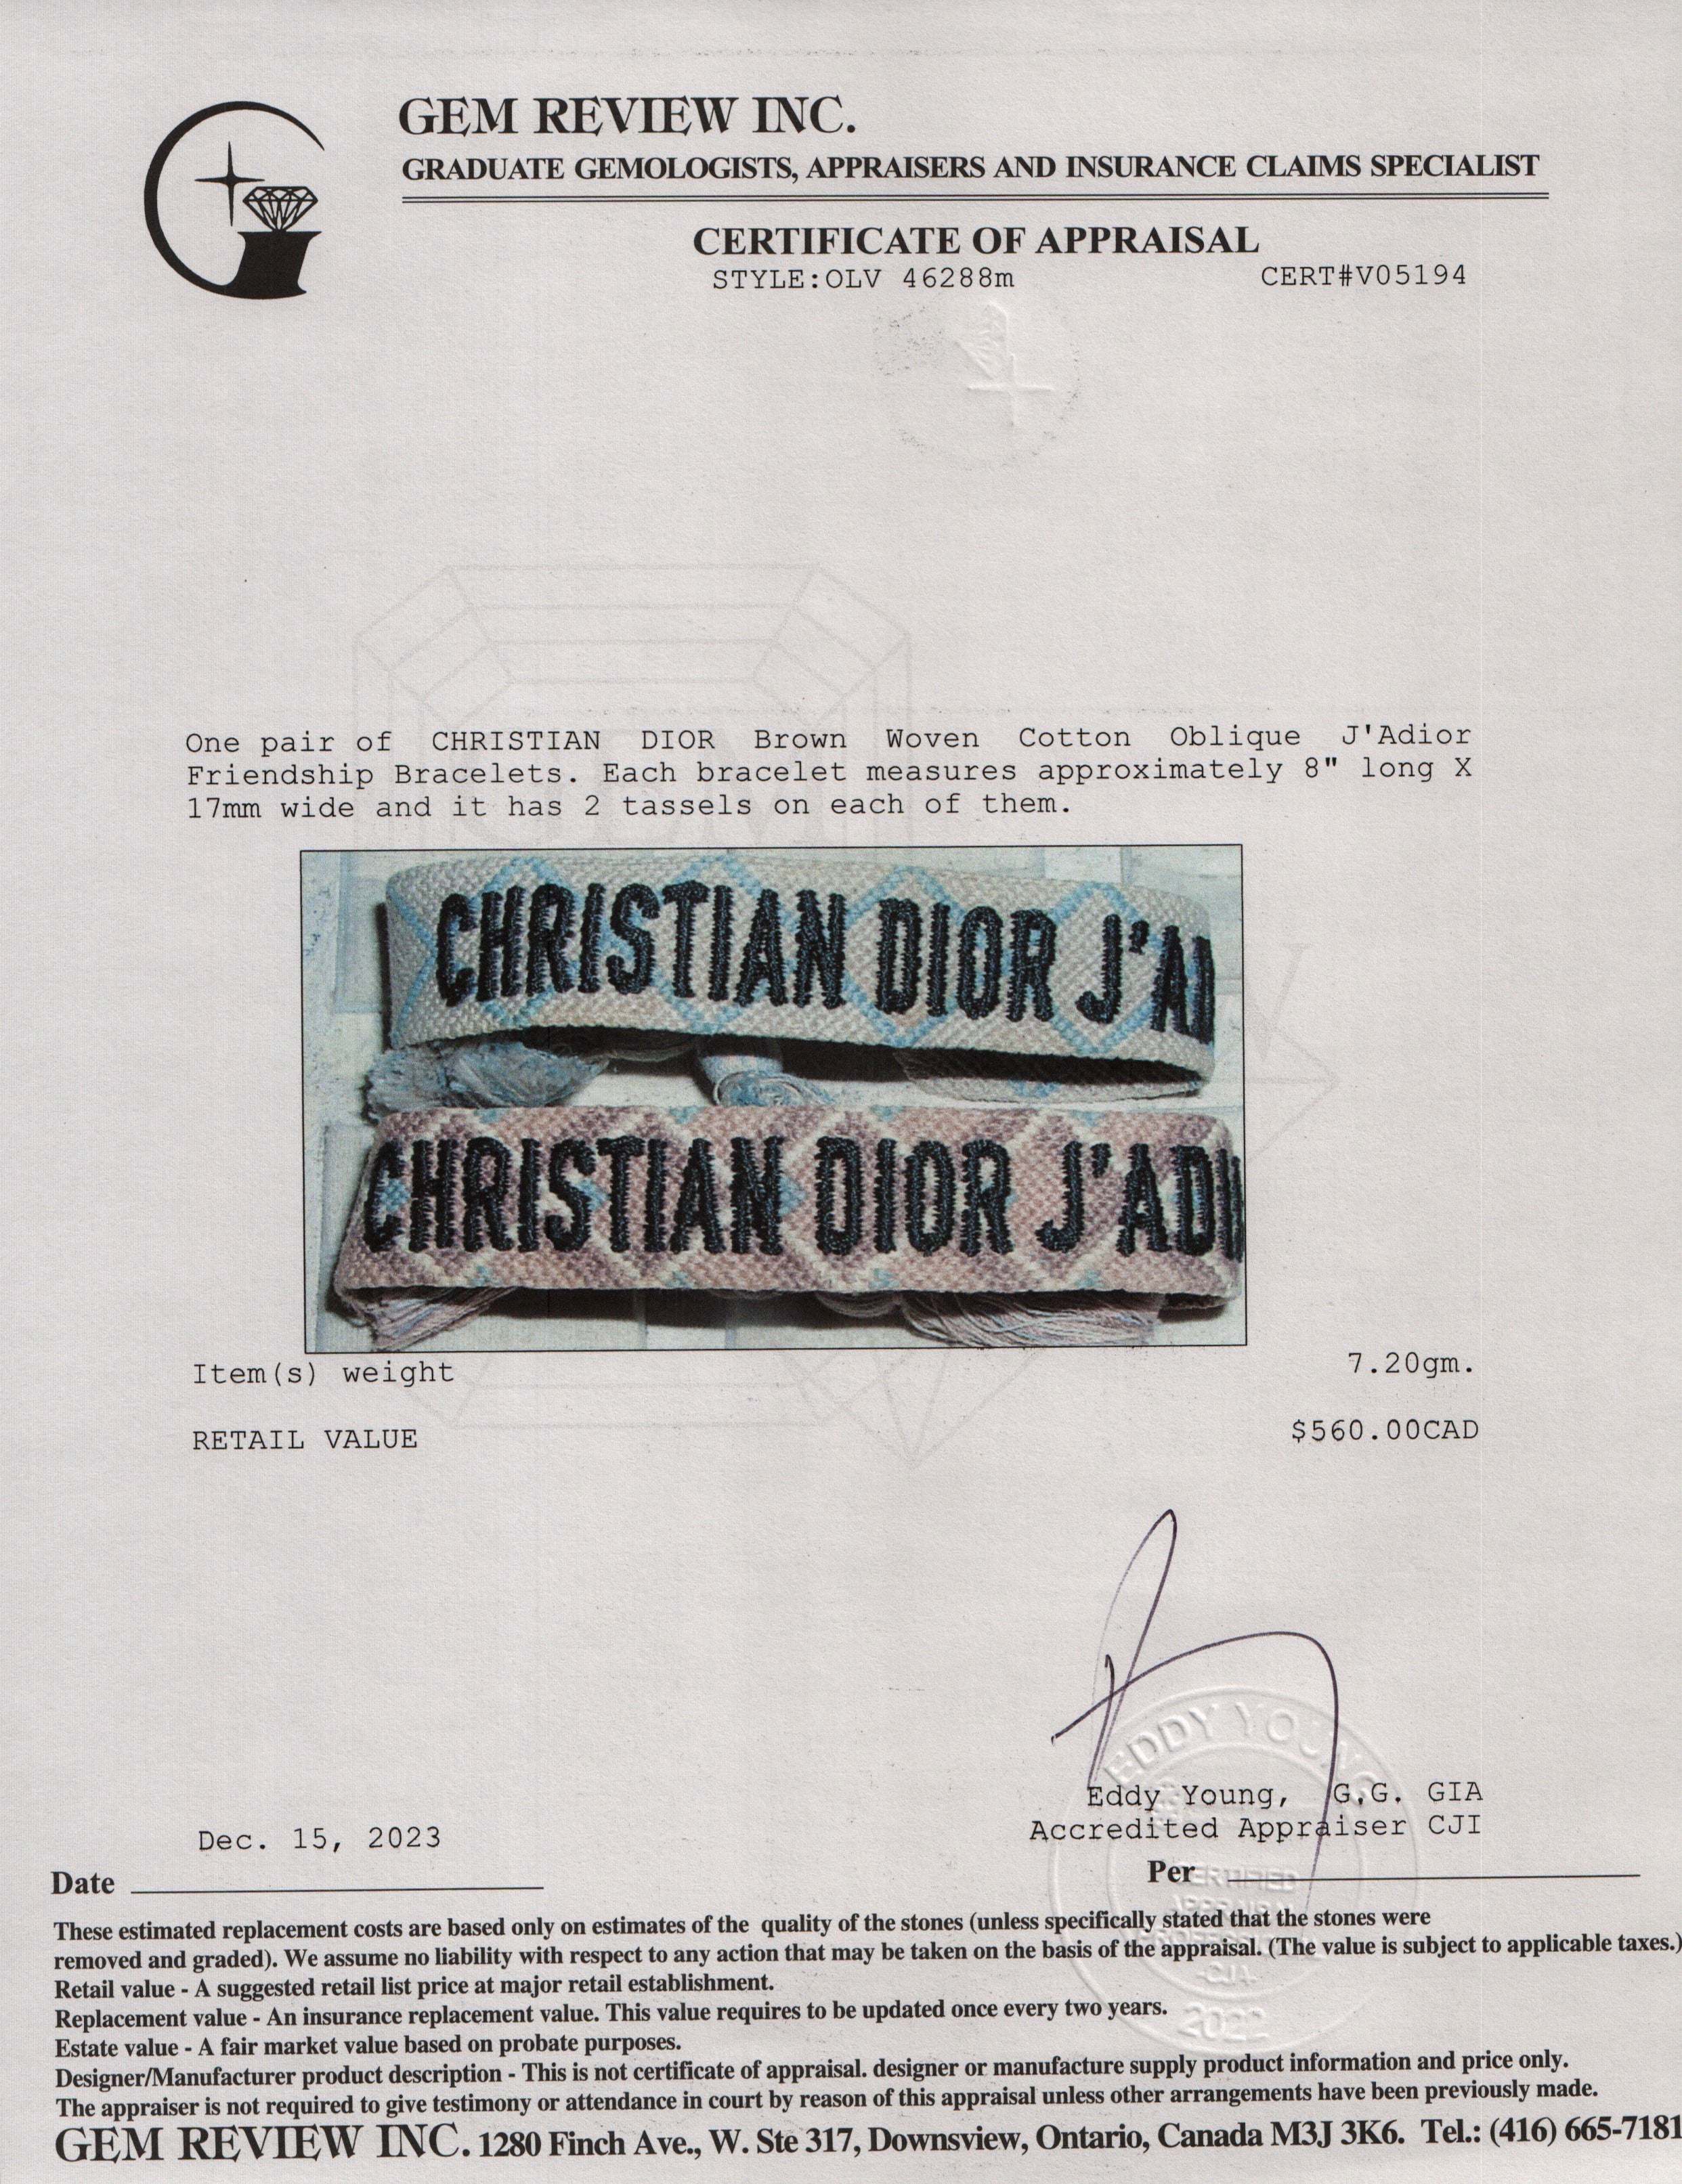 GEM REVIEW INC.
GRADUATE GEMOLOGISTS, APPRAISERS AND INSURANCE CLAIMS SPECIALIST
CERTIFICATE OF APPRAISAL
STYLE:OLV 46288m CERT#V05194
One pair of CHRISTIAN DIOR Brown Woven Cotton Oblique J'Adior
Friendship Bracelets. Each bracelet measures approximately 8" long X
17mm wide and it has 2 tassels on each of them.
CHRISTIAN DIOR J'AI
CHRISTIAN DIOR J'ADI
Item(s) weight 7.20gm.
RETAIL VALUE $560.00CAD
EDDY YOUNG
Eddy Young, G.G. GIA
Accredited Appraiser CJI
Dec. 15, 2023
Date
Per
CERTIFIED
APPRAISAL
PROFESSIONAL
-CJA-
2022
These estimated replacement costs are based only on estimates of the quality of the stones (unless specifically stated that the stones were
removed and graded). We assume no liability with respect to any action that may be taken on the basis of the appraisal. (The value is subject to applicable taxes.)
Retail value - A suggested retail list price at major retail establishment.
Replacement value - An insurance replacement value. This value requires to be updated once every two years.
Estate value - A fair market value based on probate purposes.
Designer/Manufacturer product description - This is not certificate of appraisal. designer or manufacture supply product information and price only.
The appraiser is not required to give testimony or attendance in court by reason of this appraisal unless other arrangements have been previously made.
GEM REVIEW INC. 1280 Finch Ave., W. Ste 317, Downsview, Ontario, Canada M3J 3K6. Tel.: (416) 665-7181